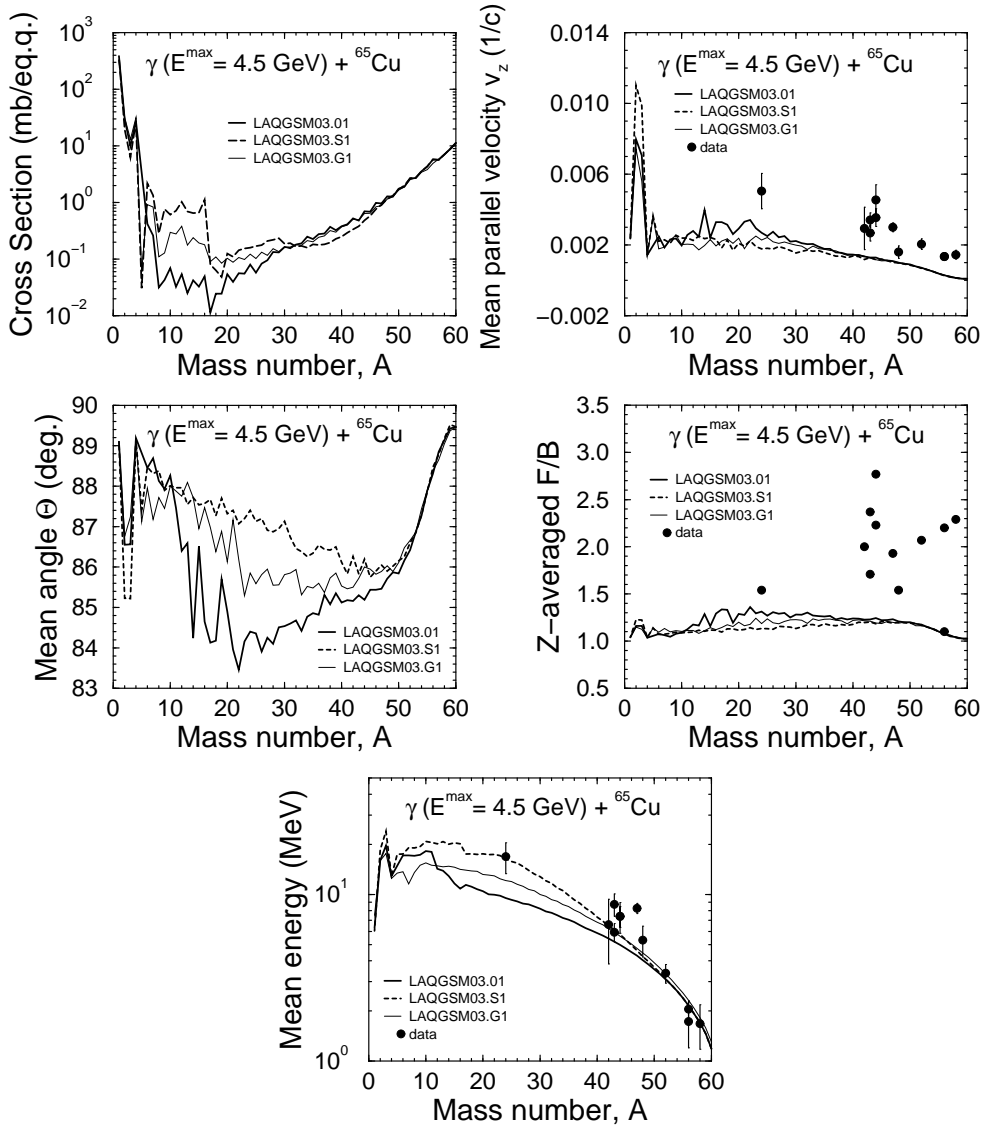 γ (E^max = 4.5 GeV) + ^65Cu
LAQGSM03.01
LAQGSM03.S1
LAQGSM03.G1
Cross Section (mb/eq.q.)
10^3
10^2
10^1
10^0
10^−1
10^−2
0 10 20 30 40 50 60
Mass number, A
γ (E^max = 4.5 GeV) + ^65Cu
LAQGSM03.01
LAQGSM03.S1
LAQGSM03.G1
data
Mean parallel velocity v_z (1/c)
0.014
0.010
0.006
0.002
−0.002
0 10 20 30 40 50 60
Mass number, A
γ (E^max = 4.5 GeV) + ^65Cu
LAQGSM03.01
LAQGSM03.S1
LAQGSM03.G1
Mean angle Θ (deg.)
90
89
88
87
86
85
84
83
0 10 20 30 40 50 60
Mass number, A
γ (E^max = 4.5 GeV) + ^65Cu
LAQGSM03.01
LAQGSM03.S1
LAQGSM03.G1
data
Z−averaged F/B
3.5
3.0
2.5
2.0
1.5
1.0
0.5
0 10 20 30 40 50 60
Mass number, A
γ (E^max = 4.5 GeV) + ^65Cu
LAQGSM03.01
LAQGSM03.S1
LAQGSM03.G1
data
Mean energy (MeV)
10^1
10^0
0 10 20 30 40 50 60
Mass number, A